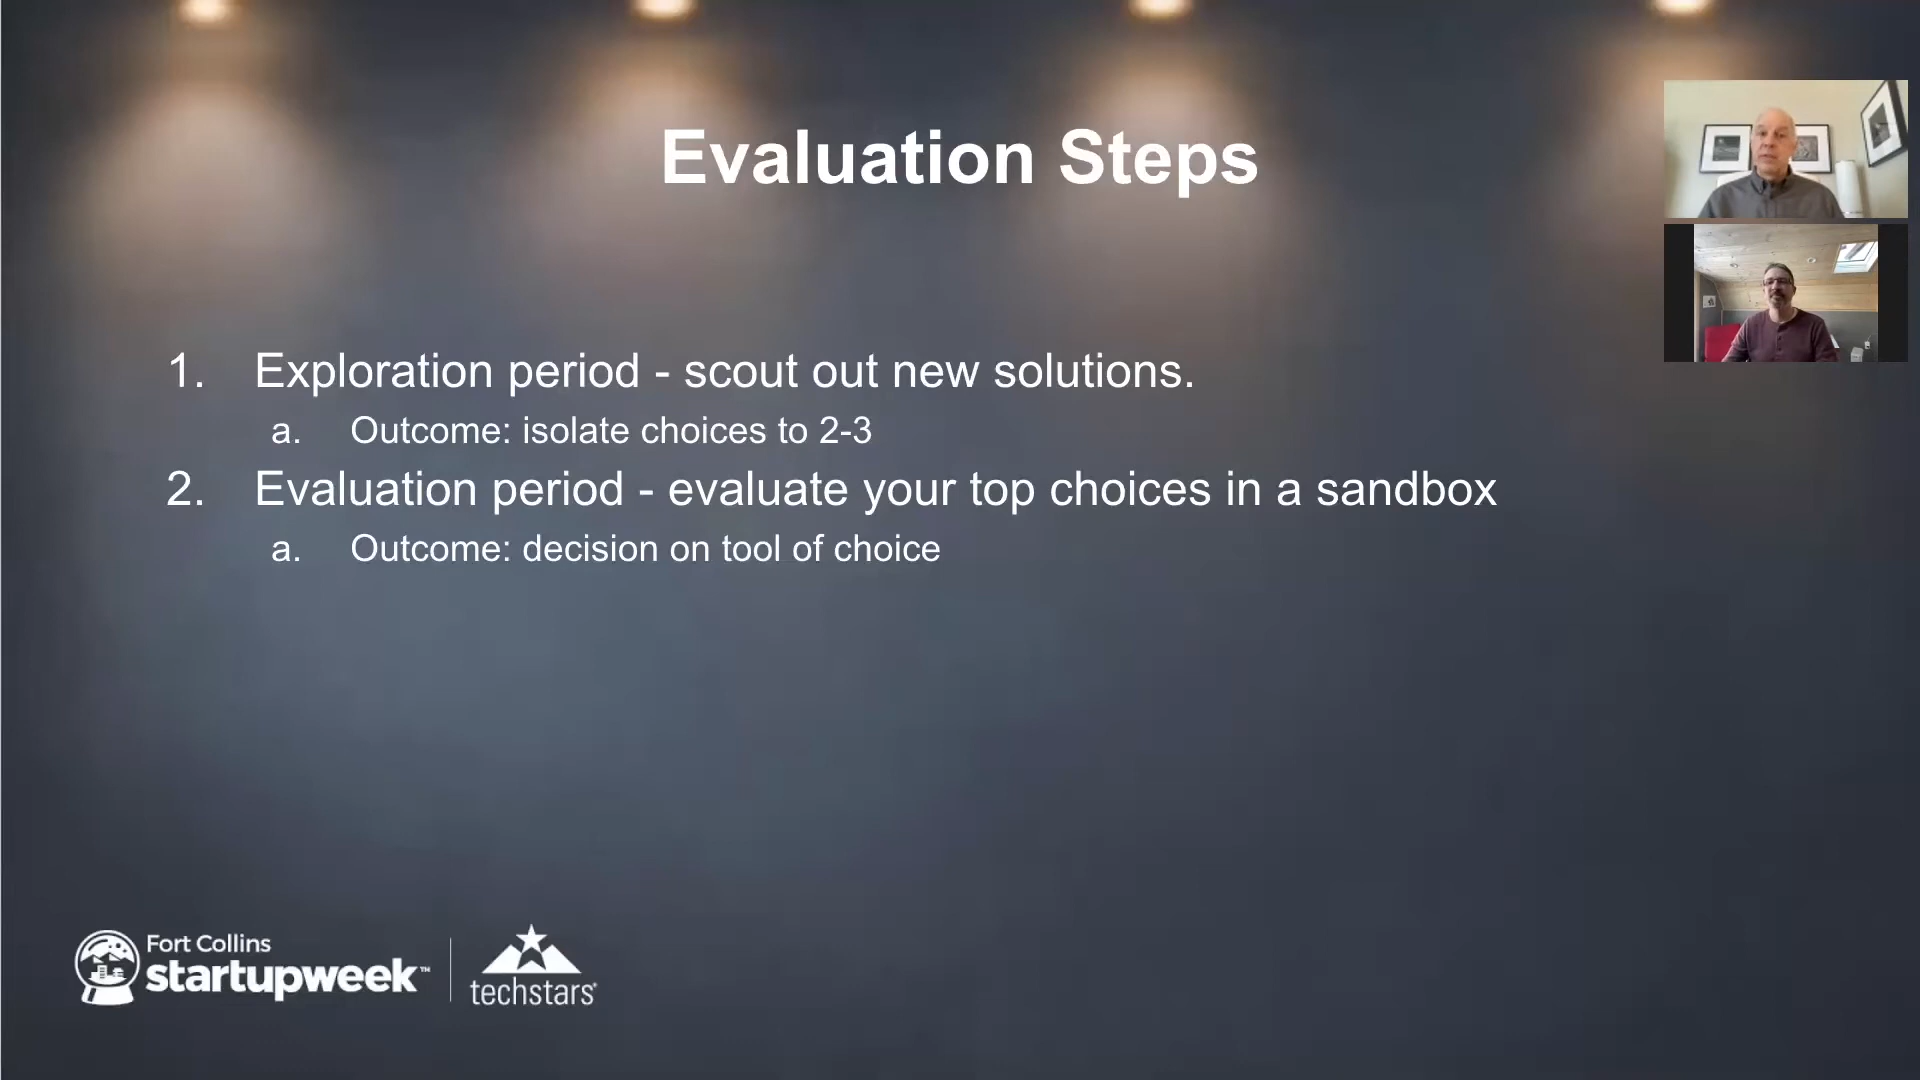 Evaluation Steps
1. Exploration period - scout out new solutions.
a. Outcome: isolate choices to 2-3
2. Evaluation period - evaluate your top choices in a sandbox
a. Outcome: decision on tool of choice
Fort Collins
startupweek™
techstars